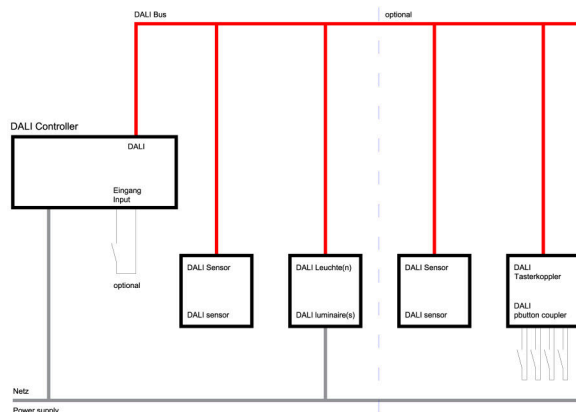 DALI Bus
optional
DALI Controller
DALI
Eingang
Input
optional
DALI Sensor
DALI sensor
DALI Leuchte(n)
DALI luminaire(s)
DALI Sensor
DALI sensor
DALI
Tasterkoppler
DALI
pbutton coupler
Netz
Power supply